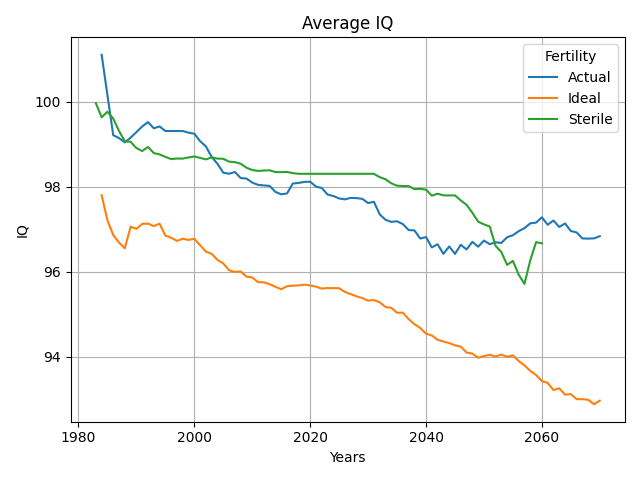 Average IQ
Fertility
Actual
Ideal
Sterile
100
98
96
94
IQ
1980
2000
2020
2040
2060
Years